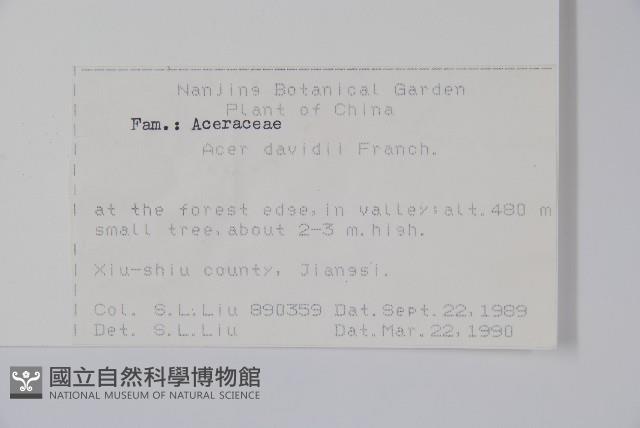 Nanjing Botanical Garden
Plant of China
Fam.: Aceraceae
Acer davidii Franch.
at the forest edge, in valley; alt. 480 m
small tree, about 2-3 m. high.
Xiu-shiu county, Jiangsi.
Col. S.L. Liu 890359 Dat. Sept. 22, 1989
Det. S.L. Liu Dat. Mar. 22, 1990
國立自然科學博物館
NATIONAL MUSEUM OF NATURAL SCIENCE